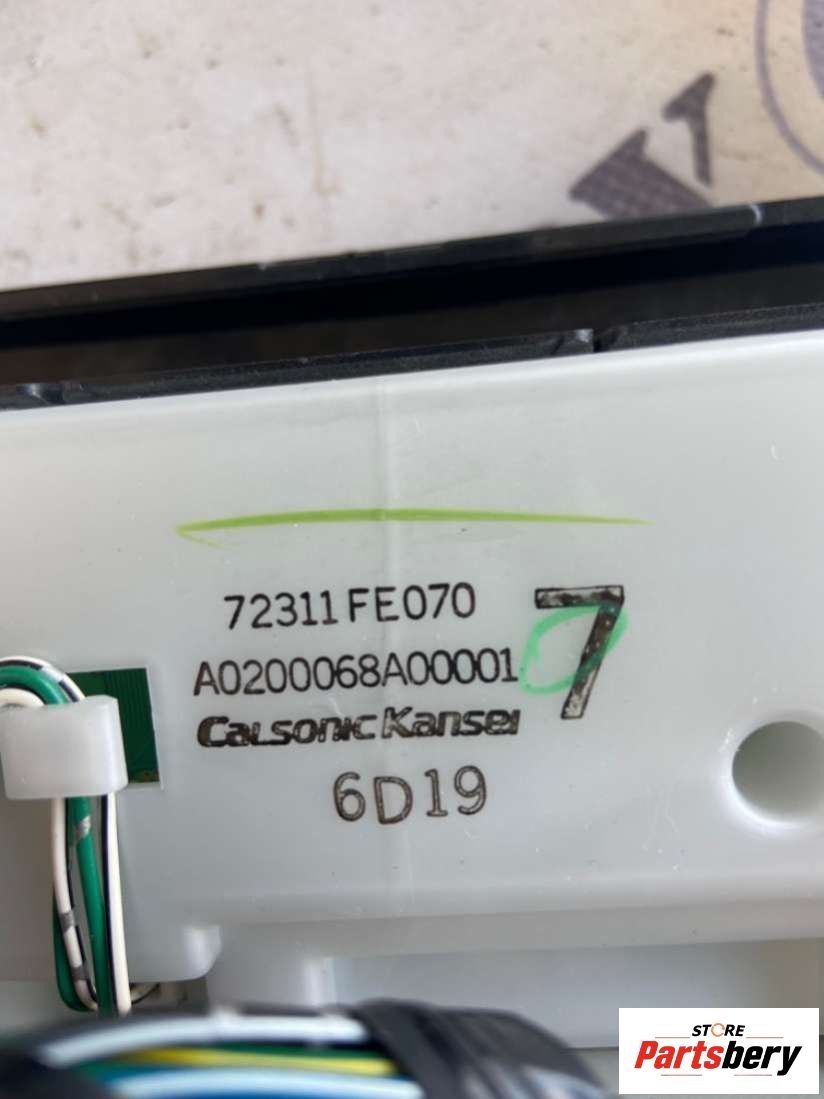 72311FE070
7
A0200068A00001
CalsonicKansei
6D19
STORE
Partsbery